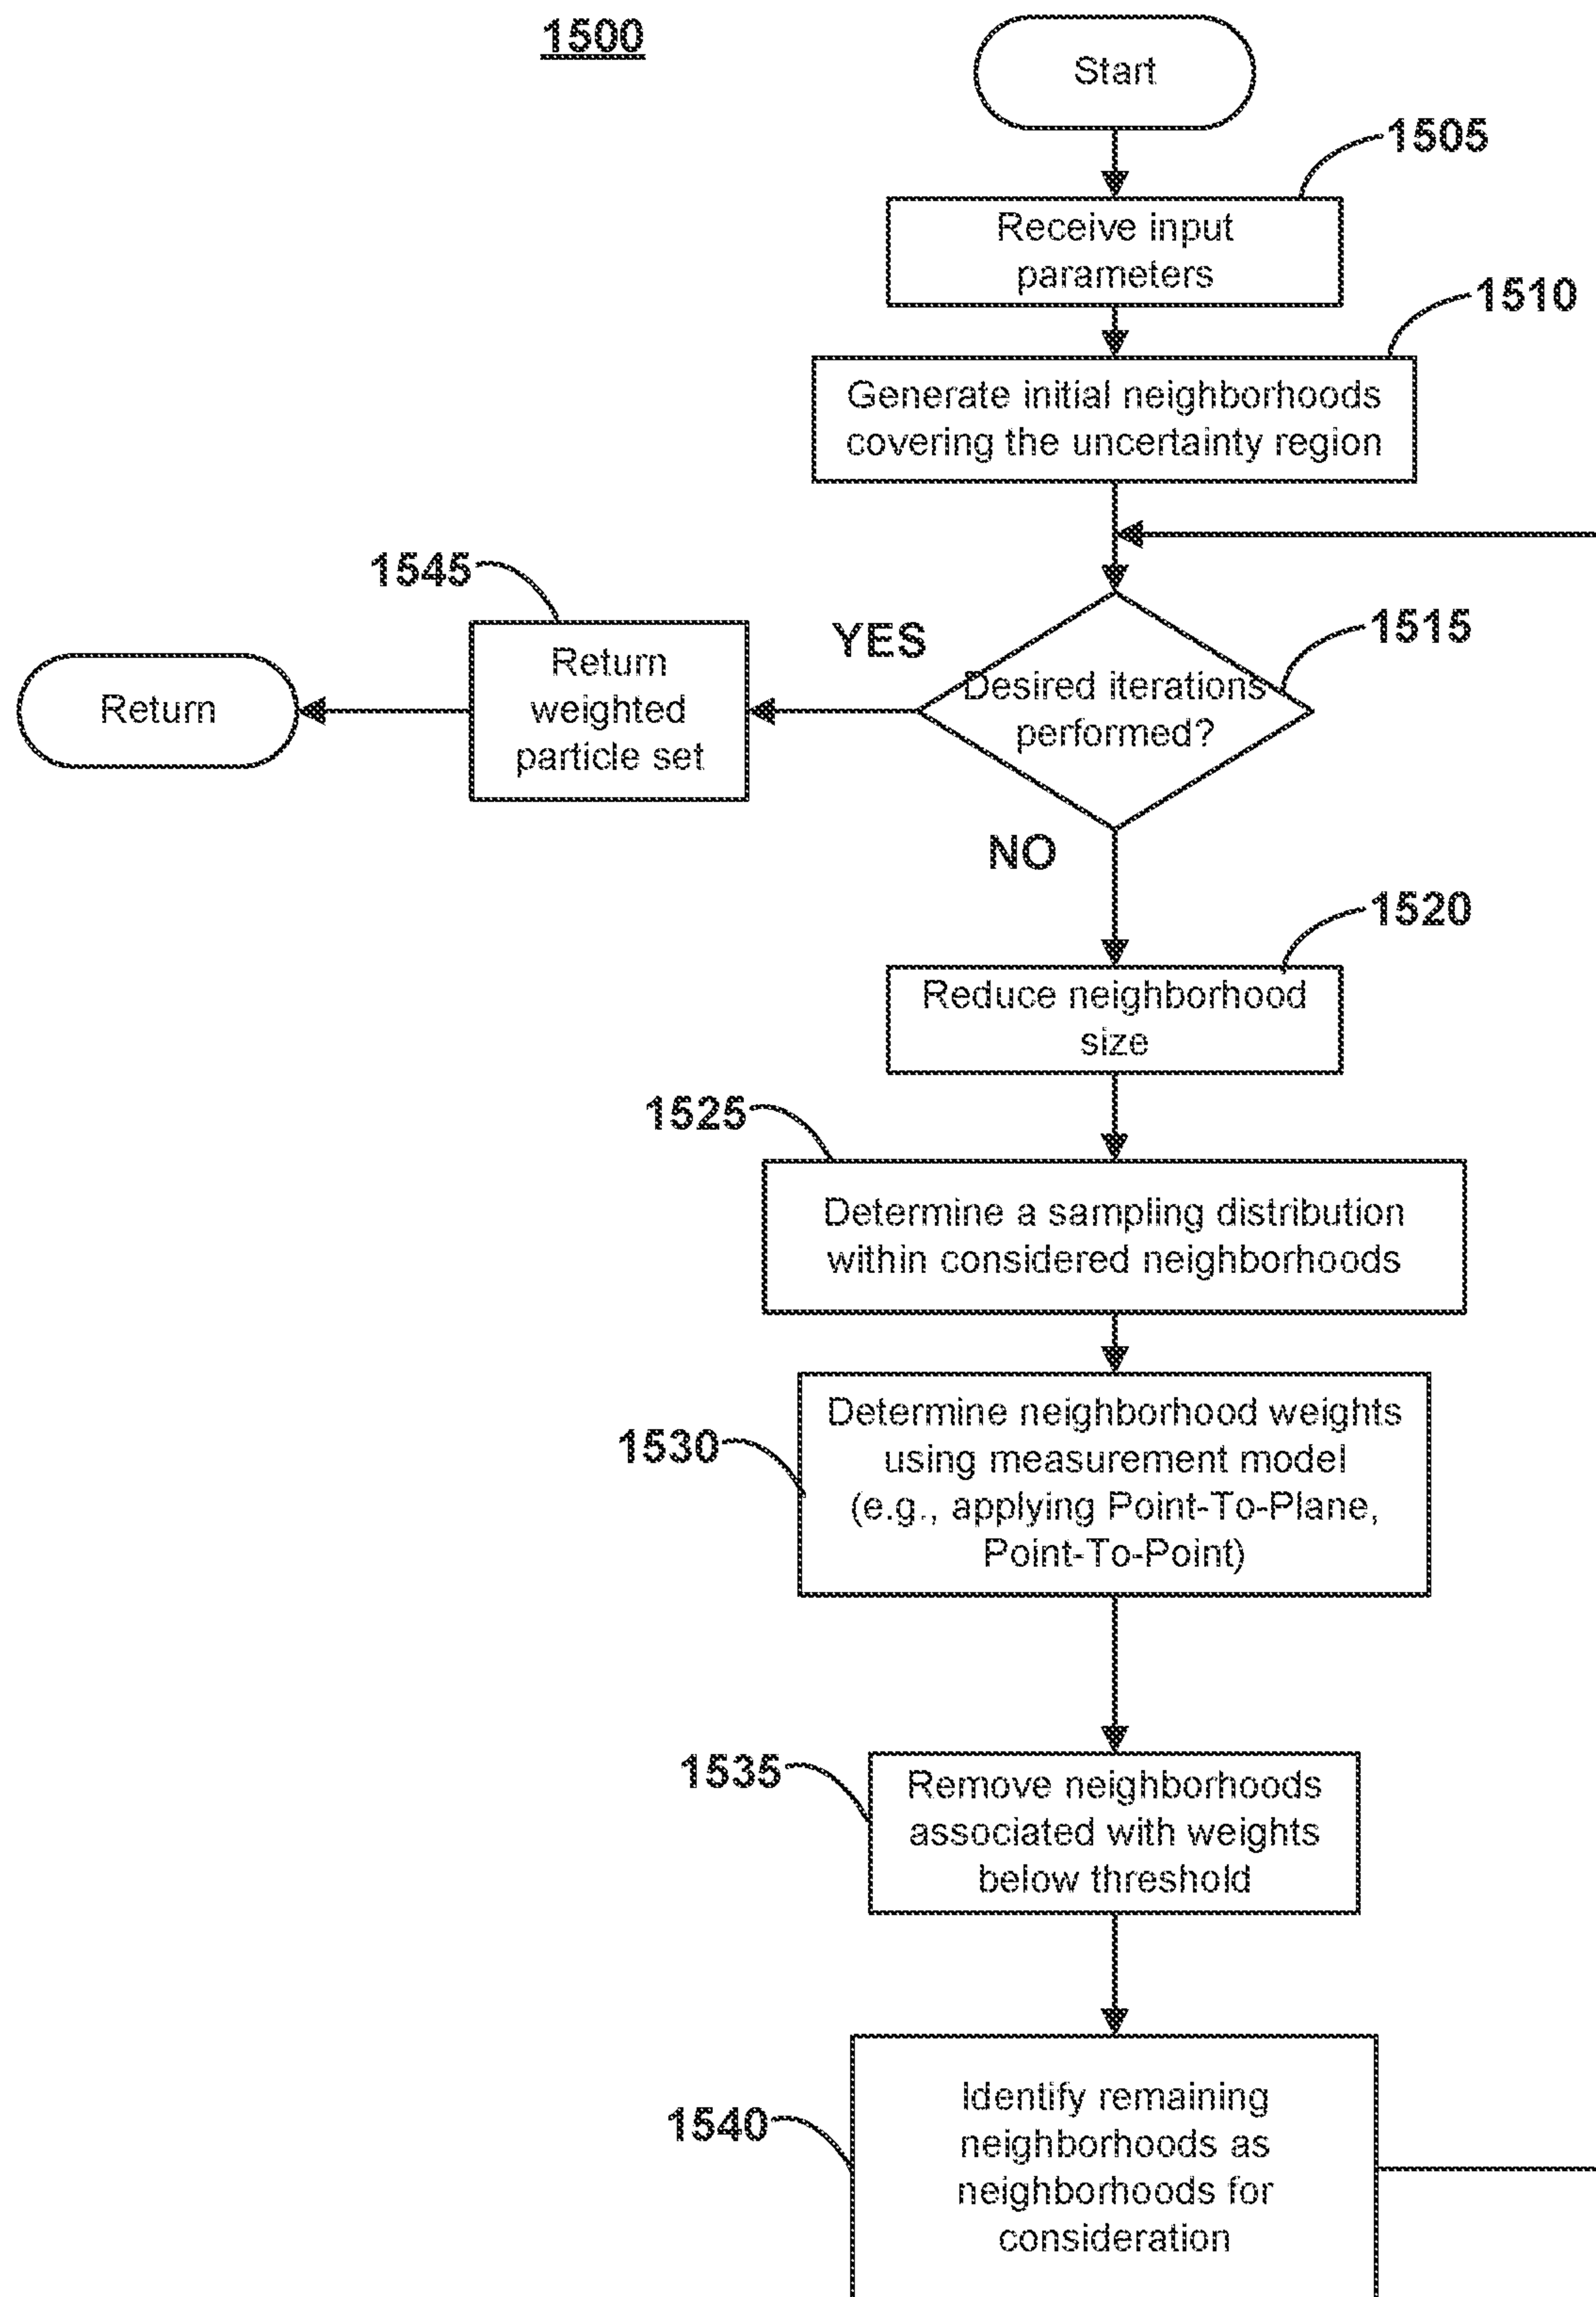 1500
Start
1505
Receive input
parameters
1510
Generate initial neighborhoods
covering the uncertainty region
1545
YES
1515
Return
weighted
particle set
Return
Desired iterations
performed?
NO
1520
Reduce neighborhood
size
1525
Determine a sampling distribution
within considered neighborhoods
1530
Determine neighborhood weights
using measurement model
(e.g., applying Point-To-Plane,
Point-To-Point)
1535
Remove neighborhoods
associated with weights
below threshold
1540
Identify remaining
neighborhoods as
neighborhoods for
consideration